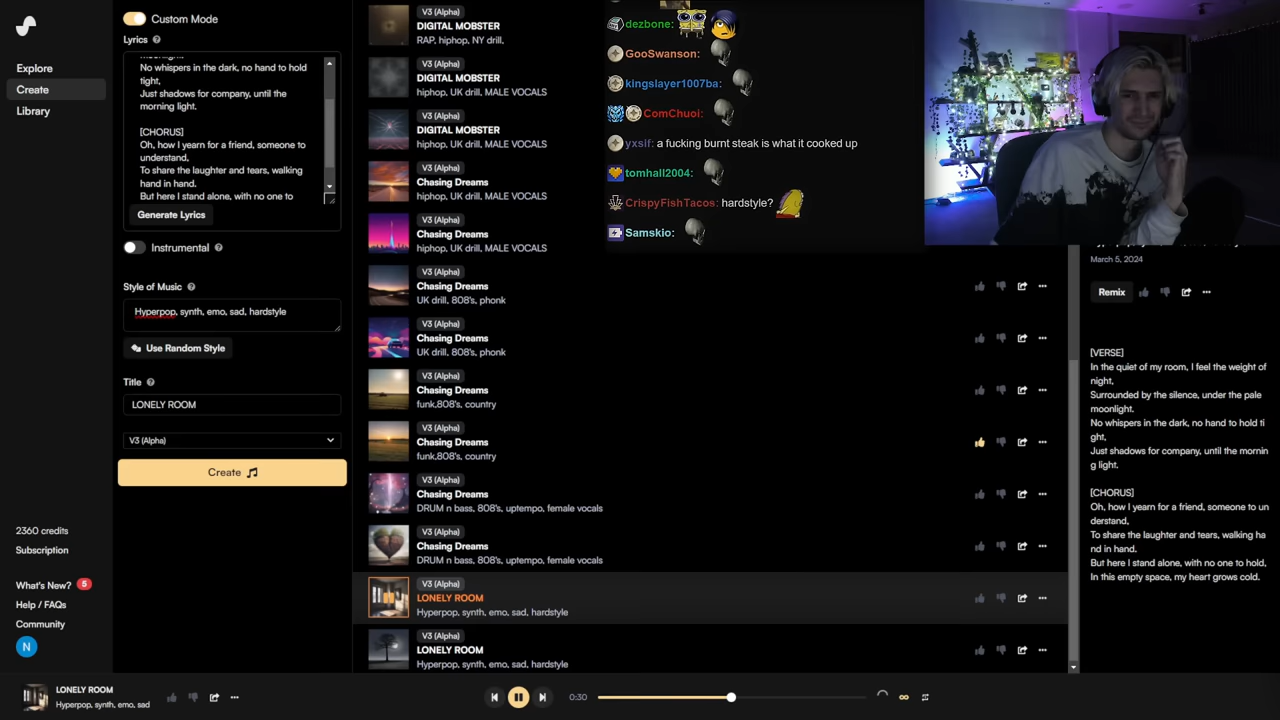 Custom Mode
Lyrics
moonlight.
No whispers in the dark, no hand to hold
tight,
Just shadows for company, until the
morning light.
[CHORUS]
Oh, how I yearn for a friend, someone to
understand,
To share the laughter and tears, walking
hand in hand.
But here I stand alone, with no one to
Generate Lyrics
Instrumental
Style of Music
Hyperpop, synth, emo, sad, hardstyle
Use Random Style
Title
LONELY ROOM
V3 (Alpha)
Create
Explore
Create
Library
2360 credits
Subscription
What's New? 5
Help / FAQs
Community
N
V3 (Alpha)
DIGITAL MOBSTER
RAP, hiphop, NY drill,
V3 (Alpha)
DIGITAL MOBSTER
hiphop, UK drill, MALE VOCALS
V3 (Alpha)
DIGITAL MOBSTER
hiphop, UK drill, MALE VOCALS
V3 (Alpha)
Chasing Dreams
hiphop, UK drill, MALE VOCALS
V3 (Alpha)
Chasing Dreams
hiphop, UK drill, MALE VOCALS
V3 (Alpha)
Chasing Dreams
UK drill, 808's, phonk
V3 (Alpha)
Chasing Dreams
UK drill, 808's, phonk
V3 (Alpha)
Chasing Dreams
funk,808's, country
V3 (Alpha)
Chasing Dreams
funk,808's, country
V3 (Alpha)
Chasing Dreams
DRUM n bass, 808's, uptempo, female vocals
V3 (Alpha)
Chasing Dreams
DRUM n bass, 808's, uptempo, female vocals
V3 (Alpha)
LONELY ROOM
Hyperpop, synth, emo, sad, hardstyle
V3 (Alpha)
LONELY ROOM
Hyperpop, synth, emo, sad, hardstyle
dezbone:
GooSwanson:
kingslayer1007ba:
ComChuoi:
yxsif: a fucking burnt steak is what it cooked up
tomhall2004:
CrispyFishTacos: hardstyle?
Samskio:
March 5, 2024
Remix
[VERSE]
In the quiet of my room, I feel the weight of
night,
Surrounded by the silence, under the pale
moonlight.
No whispers in the dark, no hand to hold ti
ght,
Just shadows for company, until the mornin
g light.
[CHORUS]
Oh, how I yearn for a friend, someone to un
derstand,
To share the laughter and tears, walking ha
nd in hand.
But here I stand alone, with no one to hold,
In this empty space, my heart grows cold.
LONELY ROOM
Hyperpop, synth, emo, sad
0:30